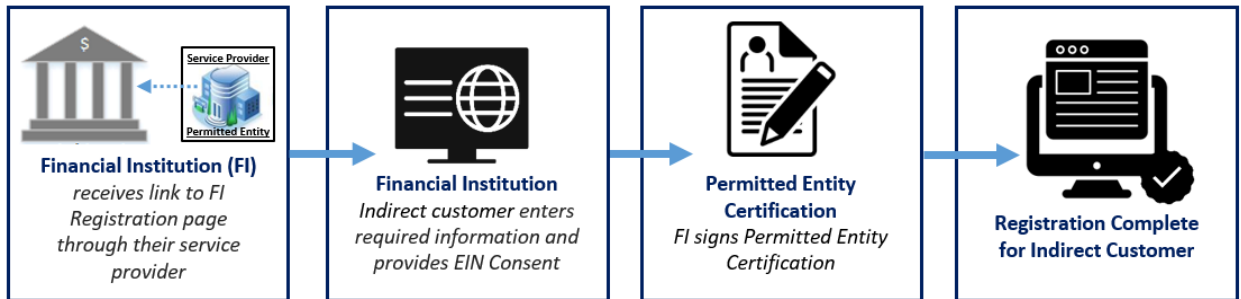 $
Service Provider
Permitted Entity
Financial Institution (FI)
receives link to FI
Registration page
through their service
provider
Financial Institution
Indirect customer enters
required information and
provides EIN Consent
Permitted Entity
Certification
FI signs Permitted Entity
Certification
Registration Complete
for Indirect Customer